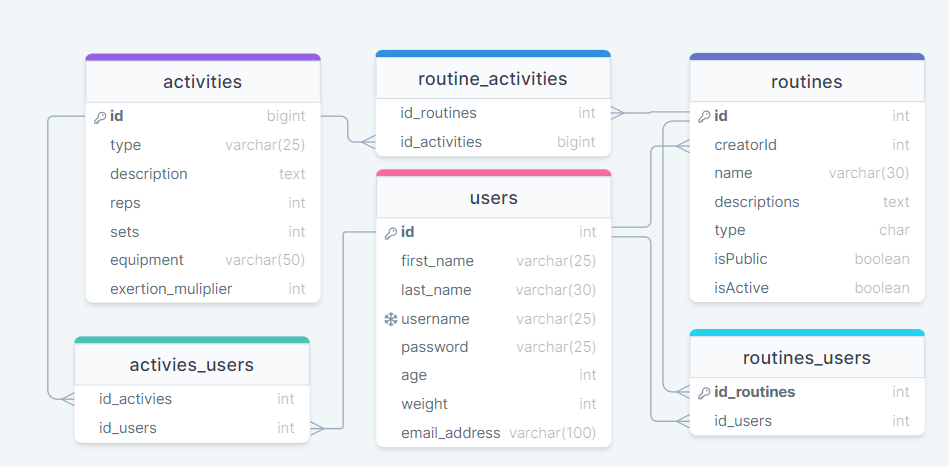 activities
id bigint
type varchar(25)
description text
reps int
sets int
equipment varchar(50)
exertion_muliplier int
routine_activities
id_routines int
id_activities bigint
routines
id int
creatorId int
name varchar(30)
descriptions text
type char
isPublic boolean
isActive boolean
users
id int
first_name varchar(25)
last_name varchar(30)
username varchar(25)
password varchar(25)
age int
weight int
email_address varchar(100)
activies_users
id_activies int
id_users int
routines_users
id_routines int
id_users int